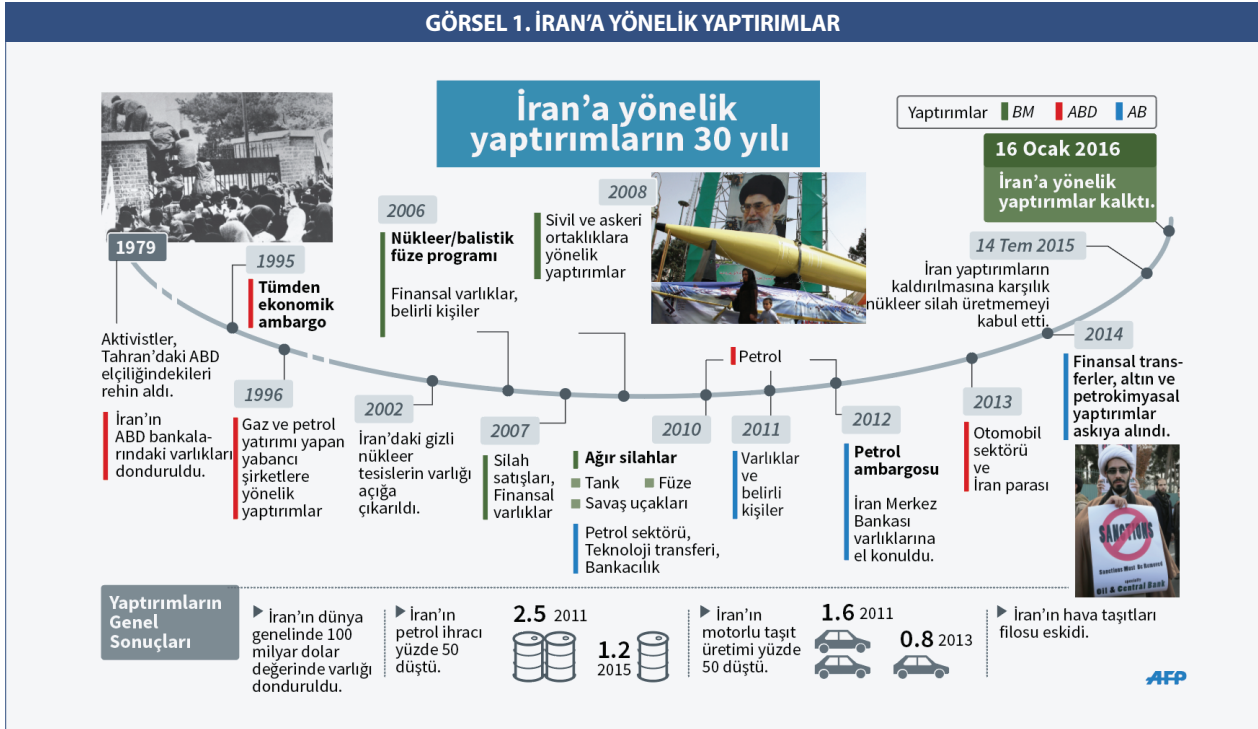 GÖRSEL 1. İRAN’A YÖNELİK YAPTIRIMLAR
İran’a yönelik
yaptırımların 30 yılı
Yaptırımlar BM ABD AB
16 Ocak 2016
İran’a yönelik
yaptırımlar kalktı.
1979
Aktivistler,
Tahran’daki ABD
elçiliğindekileri
rehin aldı.
İran’ın
ABD bankala-
rındaki varlıkları
donduruldu.
1995
Tümden
ekonomik
ambargo
1996
Gaz ve petrol
yatırımı yapan
yabancı
şirketlere
yönelik
yaptırımlar
2002
İran’daki gizli
nükleer
tesislerin varlığı
açığa
çıkarıldı.
2006
Nükleer/balistik
füze programı
Finansal varlıklar,
belirli kişiler
2007
Silah
satışları,
Finansal
varlıklar
2008
Sivil ve askeri
ortaklıklara
yönelik
yaptırımlar
2010
Ağır silahlar
Tank Füze
Savaş uçakları
Petrol sektörü,
Teknoloji transferi,
Bankacılık
Petrol
2011
Varlıklar
ve
belirli
kişiler
2012
Petrol
ambargosu
İran Merkez
Bankası
varlıklarına
el konuldu.
2013
Otomobil
sektörü
ve
İran parası
2014
Finansal trans-
ferler, altın ve
petrokimyasal
yaptırımlar
askıya alındı.
14 Tem 2015
İran yaptırımların
kaldırılmasına karşılık
nükleer silah üretmemeyi
kabul etti.
SANCTIONS
Sanctions Must Be Removed
specially
Oil & Central Bank
Yaptırımların
Genel
Sonuçları
İran’ın dünya
genelinde 100
milyar dolar
değerinde varlığı
donduruldu.
İran’ın
petrol ihracı
yüzde 50
düştü.
2.5 2011
1.2
2015
İran’ın
motorlu taşıt
üretimi yüzde
50 düştü.
1.6 2011
0.8 2013
İran’ın hava taşıtları
filosu eskidi.
AFP